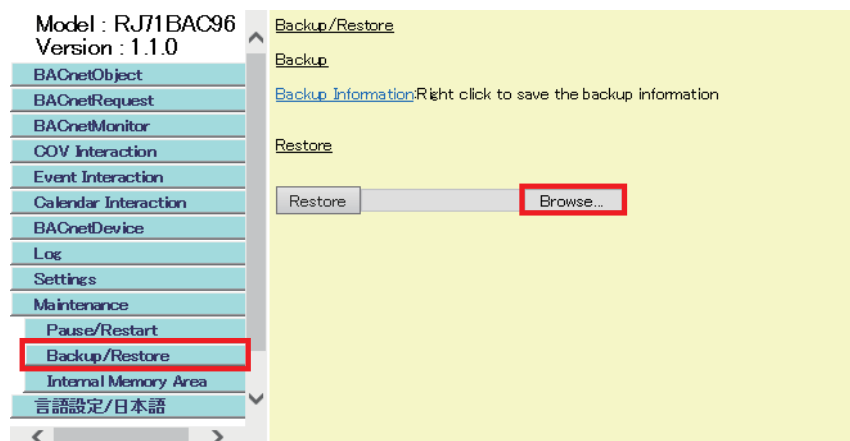 Model : RJ71BAC96
Version : 1.1.0
BACnetObject
BACnetRequest
BACnetMonitor
COV Interaction
Event Interaction
Calendar Interaction
BACnetDevice
Log
Settings
Maintenance
Pause/Restart
Backup/Restore
Internal Memory Area
言語設定/日本語
Backup/Restore
Backup
Backup Information:Right click to save the backup information
Restore
Restore Browse...